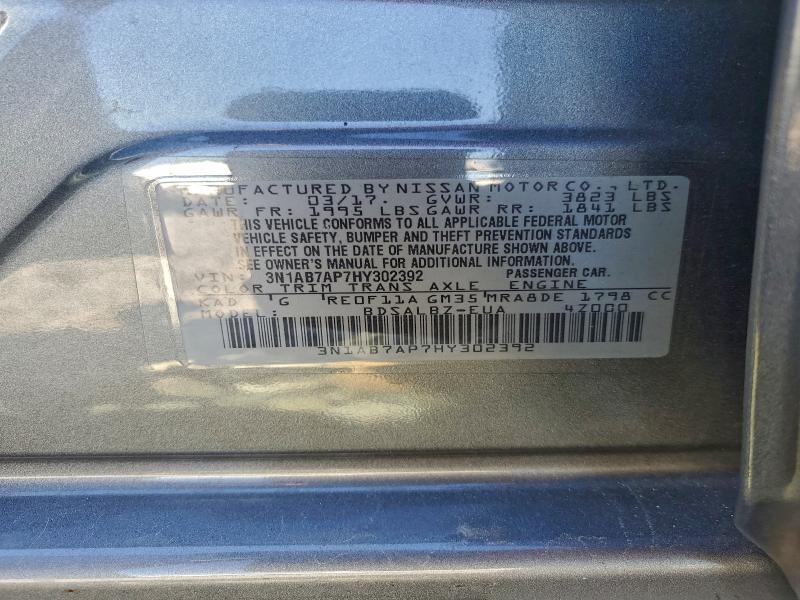 MANUFACTURED BY NISSAN MOTOR CO., LTD.
DATE: 03/17. GVWR: 3823 LBS
GAWR FR: 1995 LBS GAWR RR: 1841 LBS
THIS VEHICLE CONFORMS TO ALL APPLICABLE FEDERAL MOTOR
VEHICLE SAFETY, BUMPER AND THEFT PREVENTION STANDARDS
IN EFFECT ON THE DATE OF MANUFACTURE SHOWN ABOVE.
SEE OWNER'S MANUAL FOR ADDITIONAL INFORMATION.
VIN: 3N1AB7AP7HY302392 PASSENGER CAR.
COLOR TRIM TRANS AXLE ENGINE
KAD 'G 'RE0F11A GM35 'MRA8DE 1798 CC
MODEL: BDSALBZ-EUA 4Z000
3N1AB7AP7HY302392